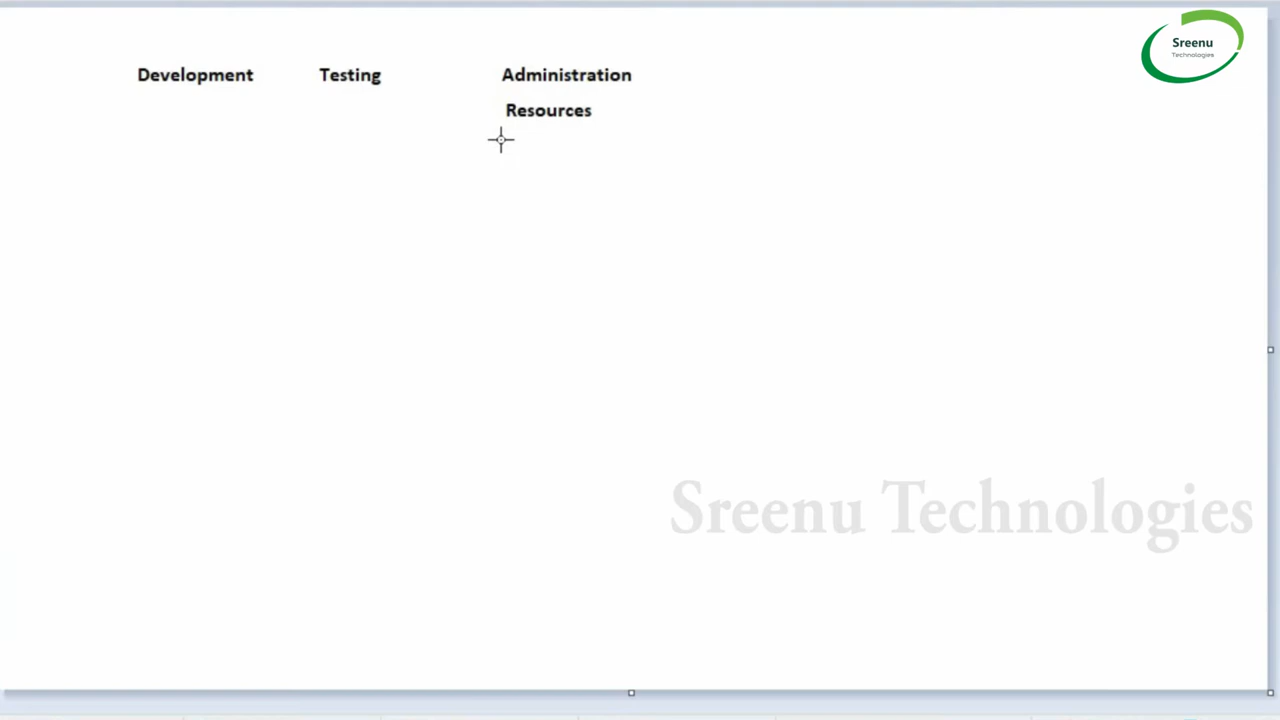 Sreenu
Technologies
Development Testing Administration
Resources
Sreenu Technologies